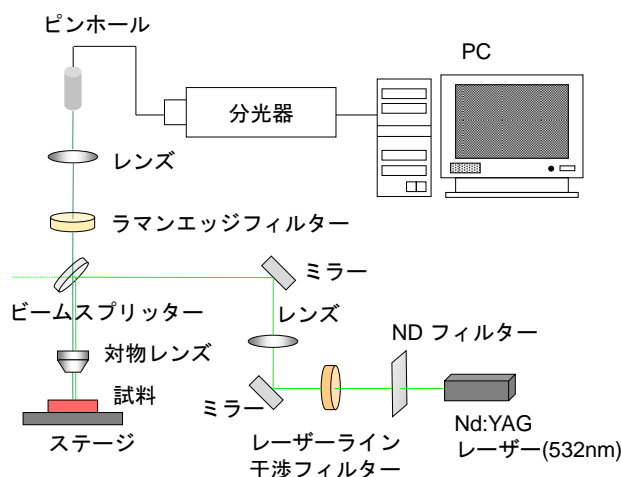 ピンホール
PC
分光器
レンズ
ラマンエッジフィルター
ミラー
ビームスプリッター
レンズ
ND フィルター
対物レンズ
試料
ミラー
ステージ
Nd:YAG
レーザー(532nm)
レーザーライン
干渉フィルター